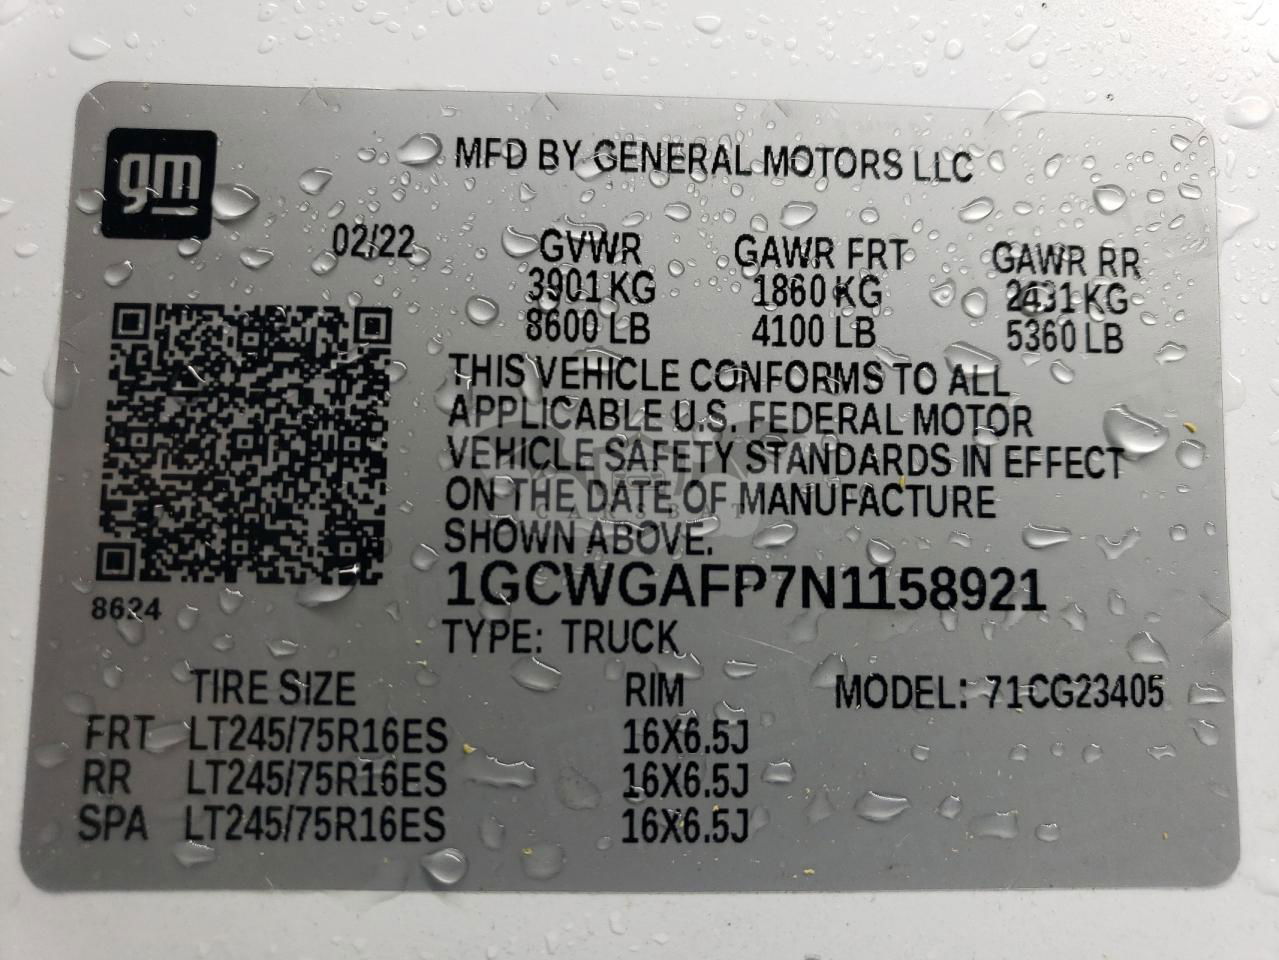 gm
MFD BY GENERAL MOTORS LLC
02/22
GVWR GAWR FRT GAWR RR
3901 KG 1860 KG 2431 KG
8600 LB 4100 LB 5360 LB
THIS VEHICLE CONFORMS TO ALL
APPLICABLE U.S. FEDERAL MOTOR
VEHICLE SAFETY STANDARDS IN EFFECT
ON THE DATE OF MANUFACTURE
SHOWN ABOVE.
CARSBAT
1GCWGAFP7N1158921
8624
TYPE: TRUCK
TIRE SIZE RIM MODEL: 71CG23405
FRT LT245/75R16ES 16X6.5J
RR LT245/75R16ES 16X6.5J
SPA LT245/75R16ES 16X6.5J